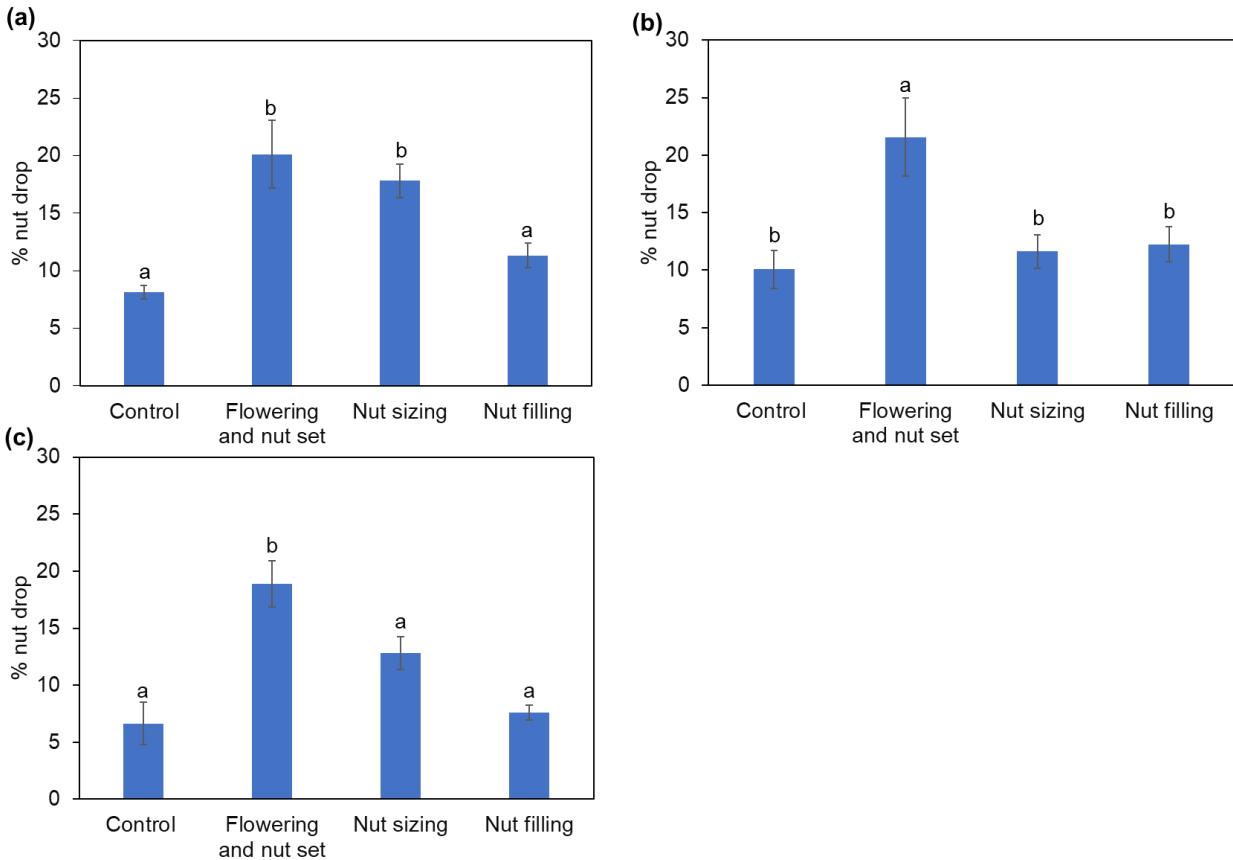 (a)
% nut drop
30
25
20
15
10
5
0
a
b
b
a
Control
Flowering
and nut set
Nut sizing
Nut filling
(b)
% nut drop
30
25
20
15
10
5
0
b
a
b
b
Control
Flowering
and nut set
Nut sizing
Nut filling
(c)
% nut drop
30
25
20
15
10
5
0
a
b
a
a
Control
Flowering
and nut set
Nut sizing
Nut filling